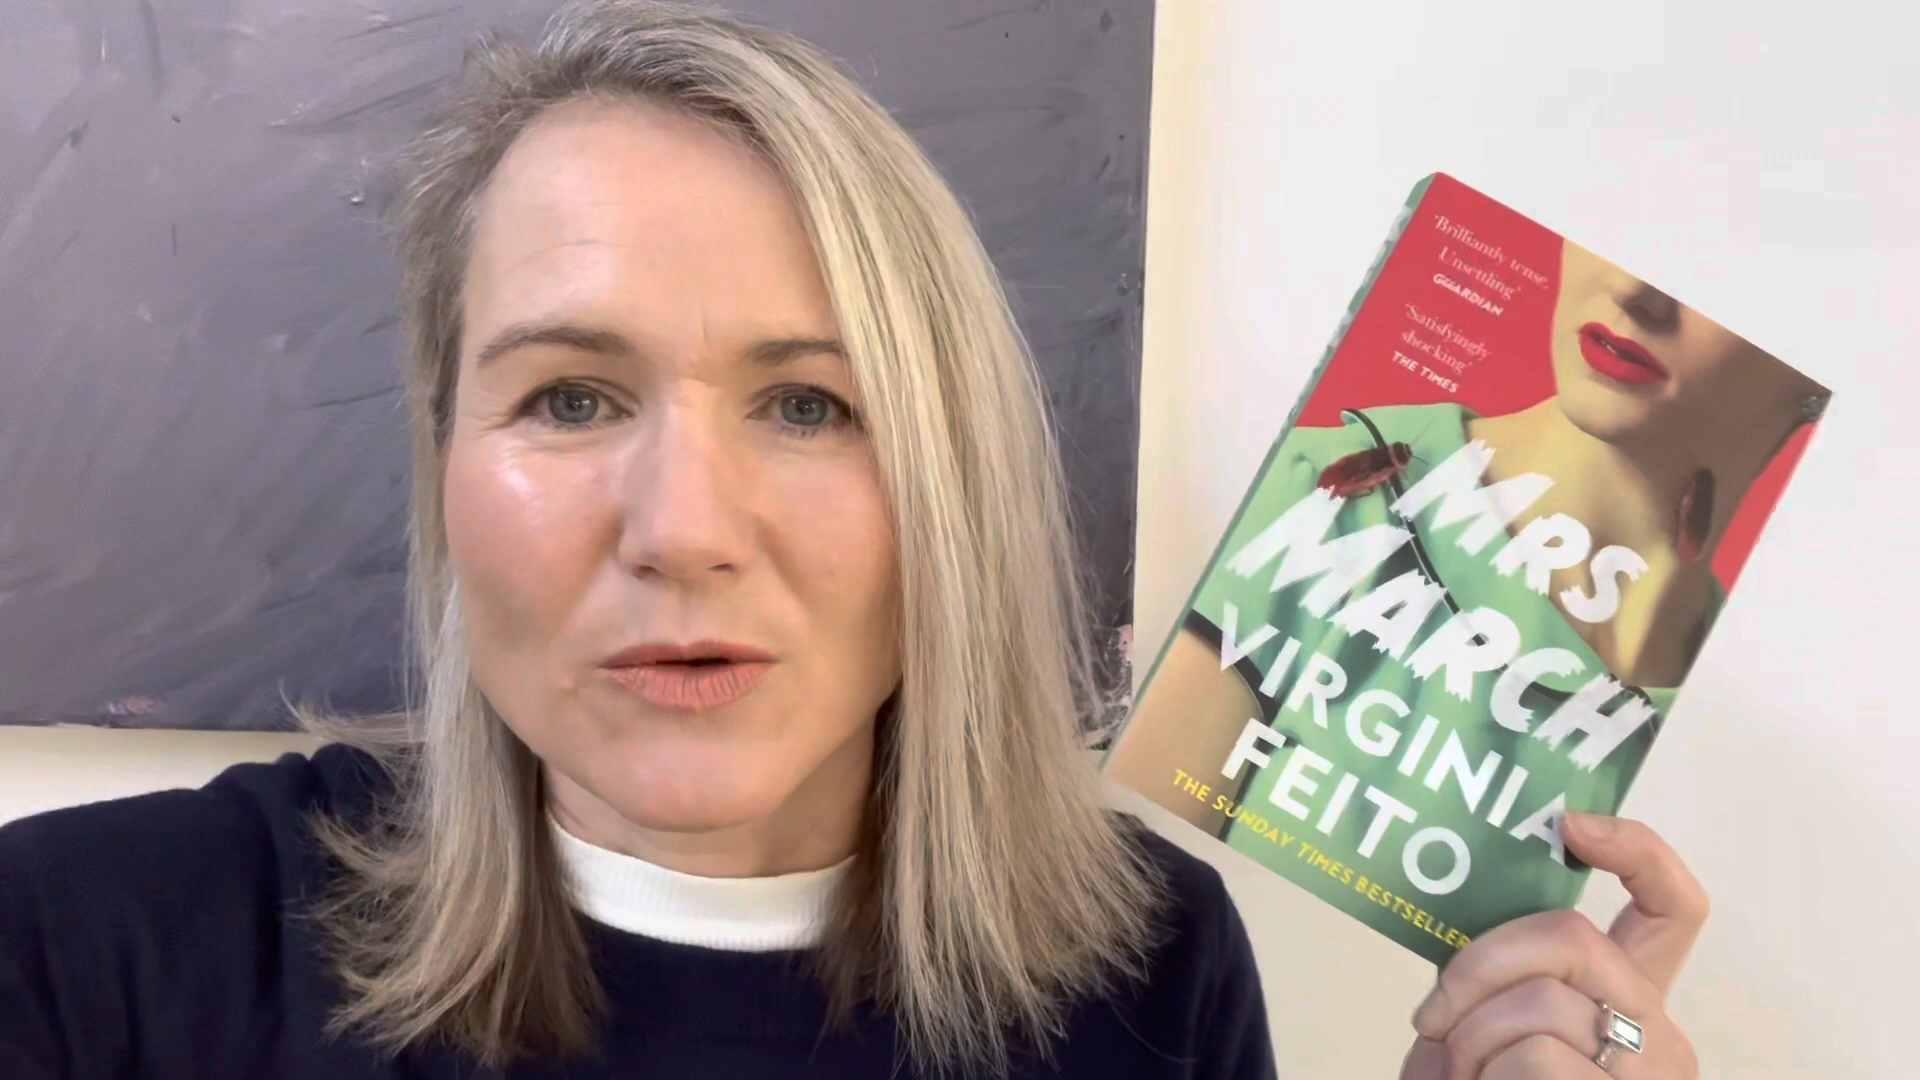 'Brilliantly tense.
Unsettling'
GUARDIAN
'Satisfyingly
shocking'
THE TIMES
MRS
MARCH
VIRGINIA
FEITO
THE SUNDAY TIMES BESTSELLER